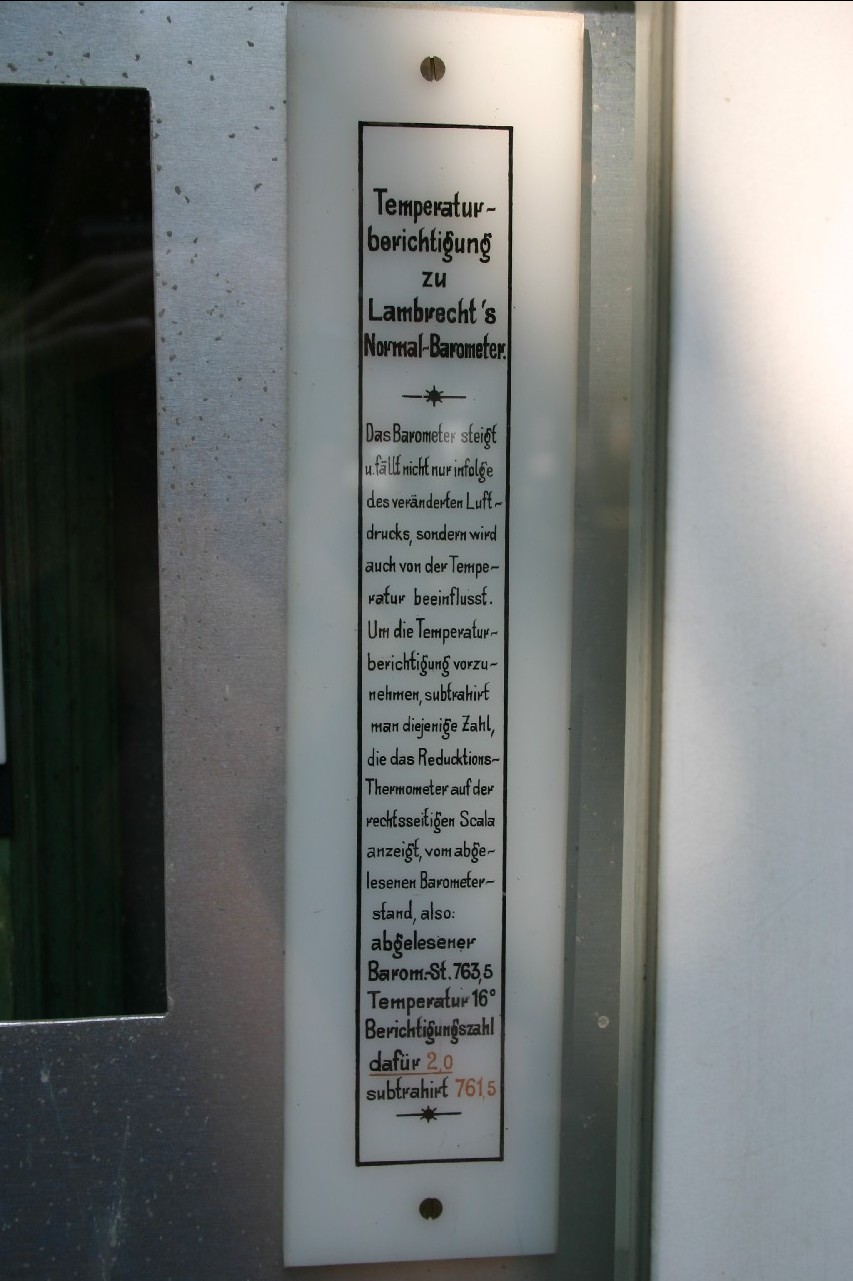 Temperatur-
berichtigung
zu
Lambrecht's
Normal-Barometer.
Das Barometer steigt
u. fällt nicht nur infolge
des veränderten Luft-
drucks, sondern wird
auch von der Tempe-
ratur beeinflusst.
Um die Temperatur-
berichtigung vorzu-
nehmen, subtrahirt
man diejenige Zahl,
die das Reducktions-
Thermometer auf der
rechtsseitigen Scala
anzeigt, vom abge-
lesenen Barometer-
stand, also:
abgelesener
Barom.-St. 763,5
Temperatur 16°
Berichtigungszahl
dafür 2,0
subtrahirt 761,5